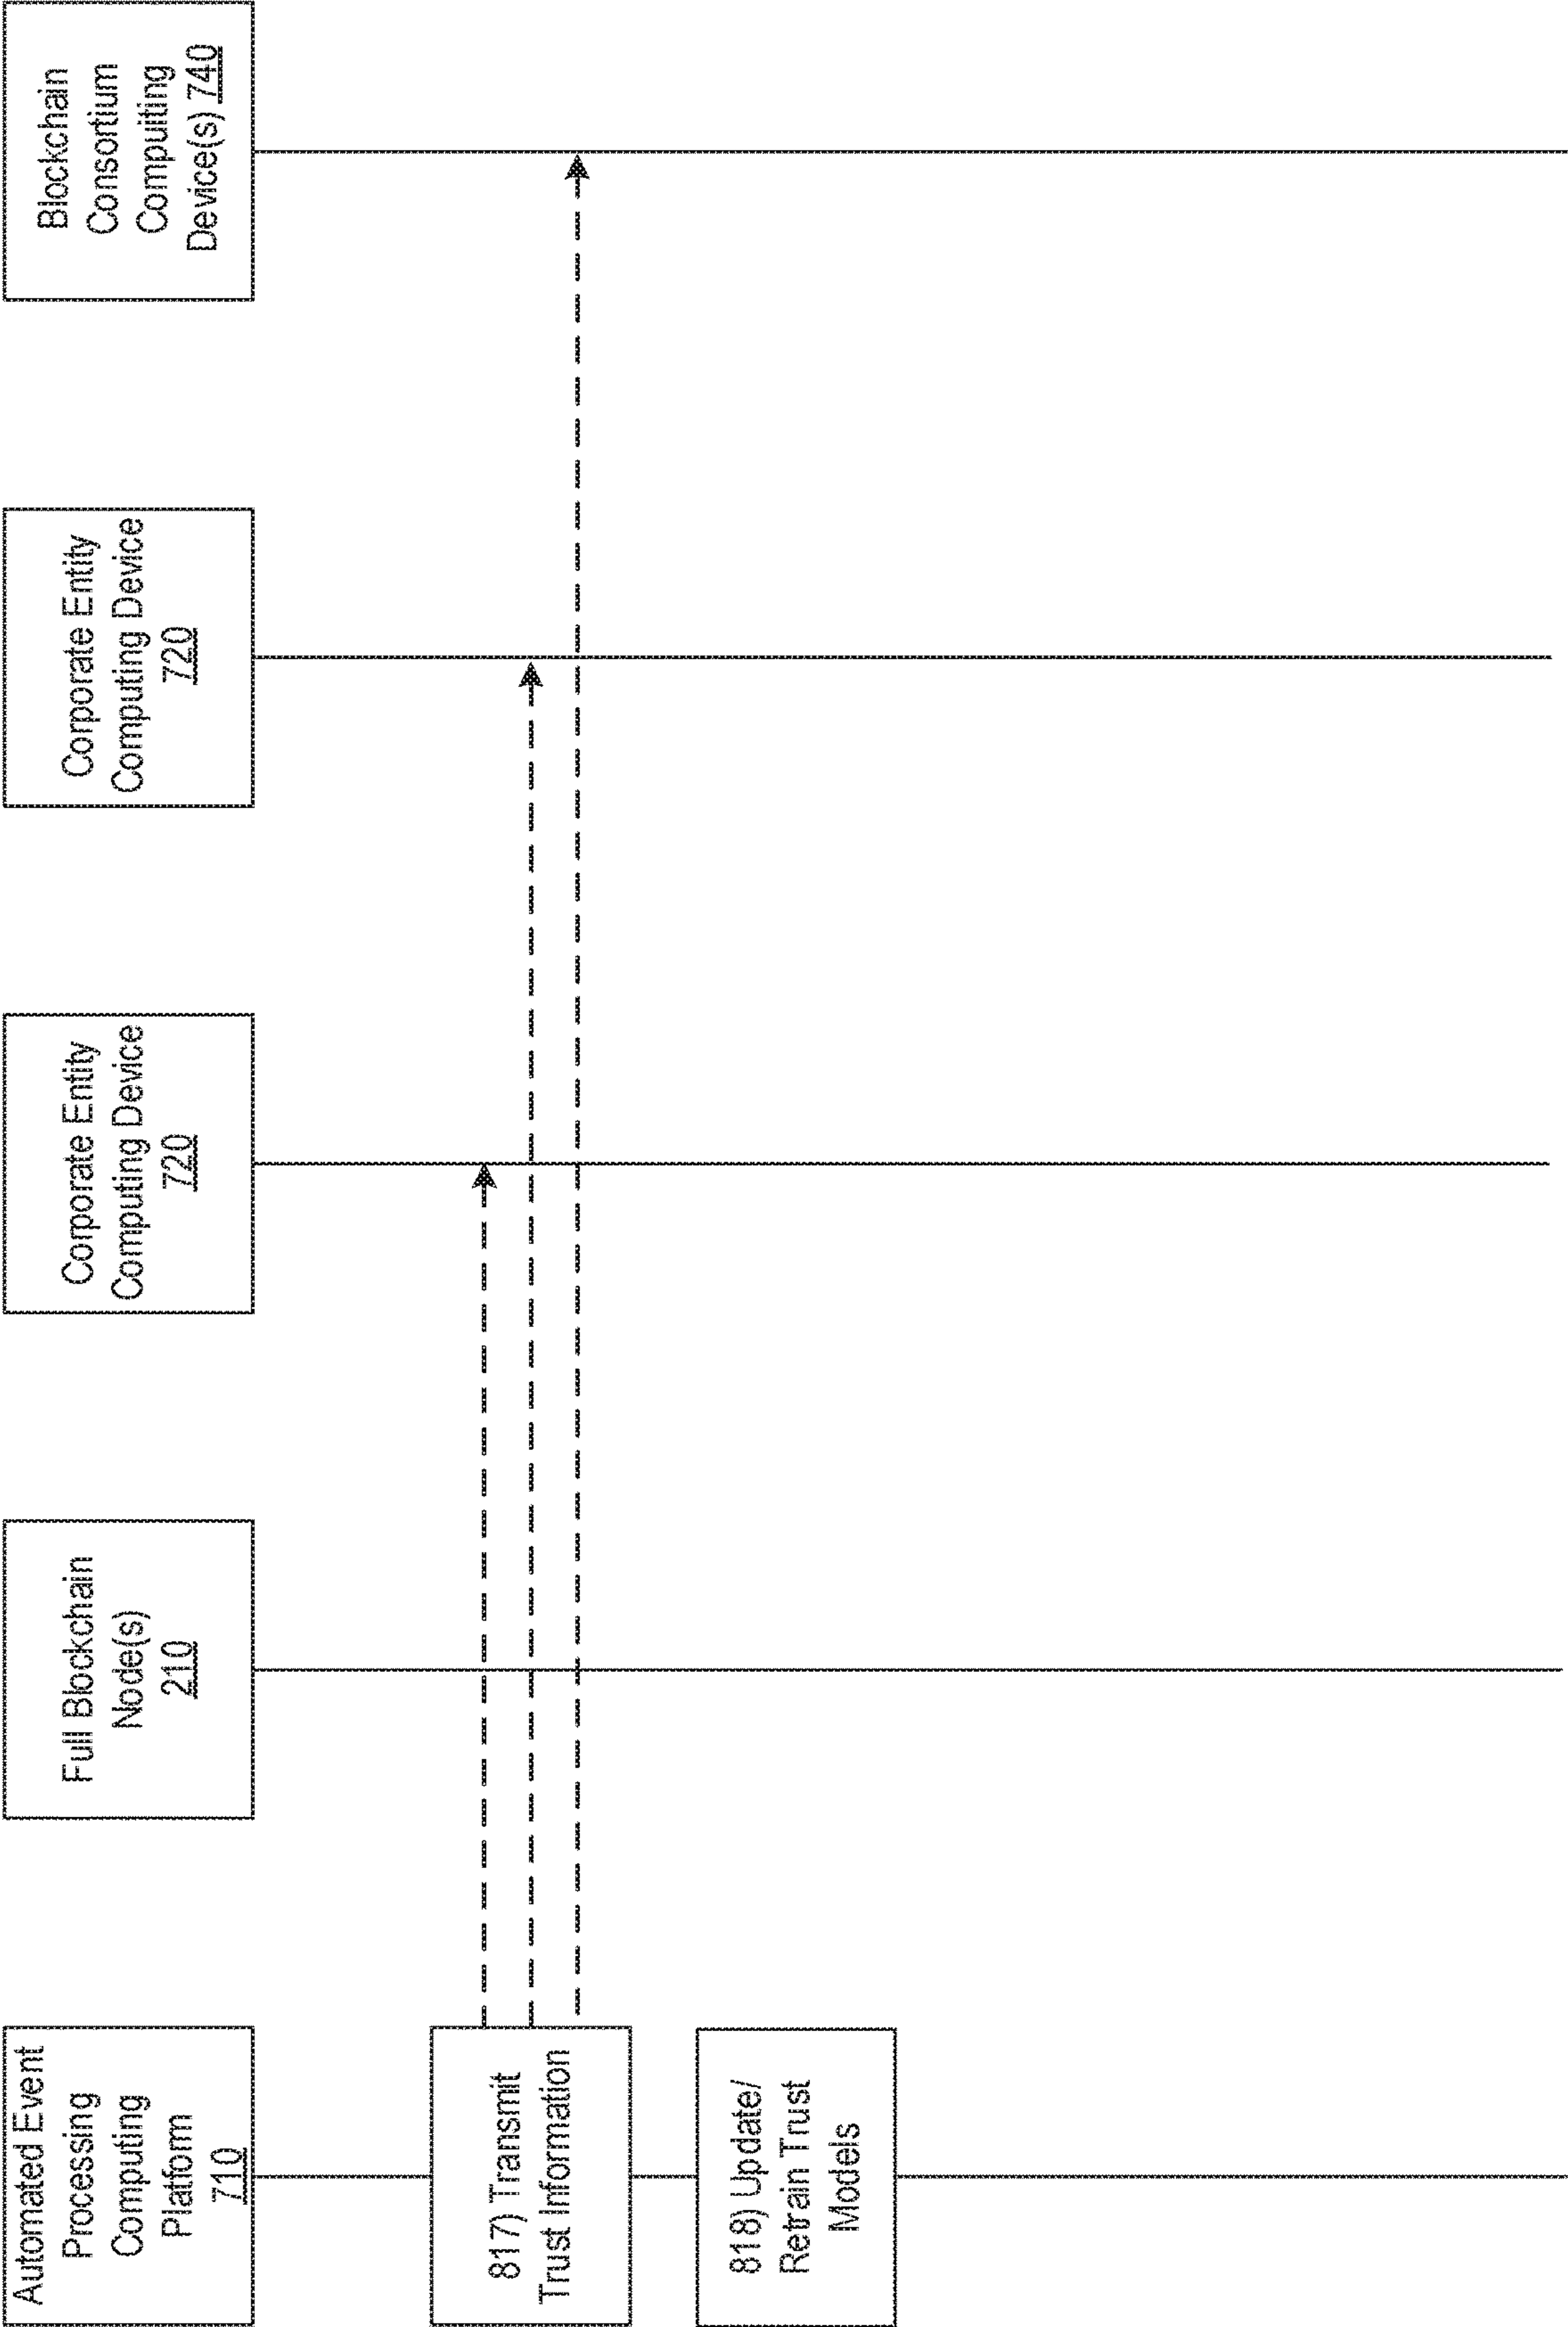 Automated Event
Processing
Computing
Platform
710
Full Blockchain
Node(s)
210
Corporate Entity
Computing Device
720
Corporate Entity
Computing Device
720
Blockchain
Consortium
Compuiting
Device(s) 740
817) Transmit
Trust Information
818) Update/
Retrain Trust
Models